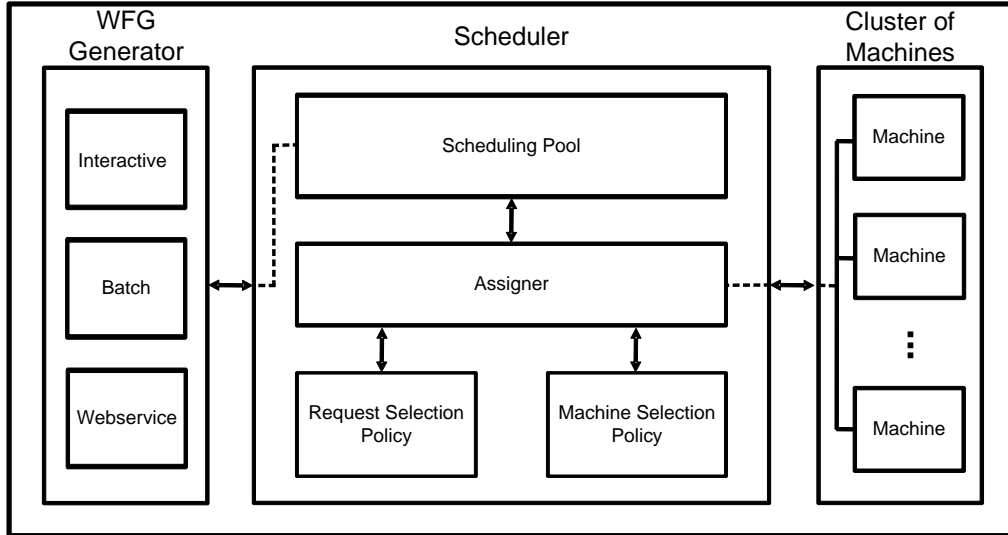 WFG
Generator
Interactive
Batch
Webservice
Scheduler
Scheduling Pool
Assigner
Request Selection
Policy
Machine Selection
Policy
Cluster of
Machines
Machine
Machine
Machine